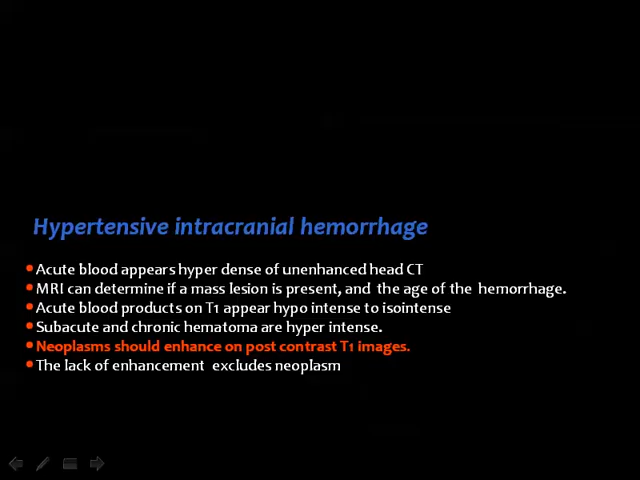 Hypertensive intracranial hemorrhage
•Acute blood appears hyper dense of unenhanced head CT
•MRI can determine if a mass lesion is present, and the age of the hemorrhage.
•Acute blood products on T1 appear hypo intense to isointense
•Subacute and chronic hematoma are hyper intense.
•Neoplasms should enhance on post contrast T1 images.
•The lack of enhancement excludes neoplasm